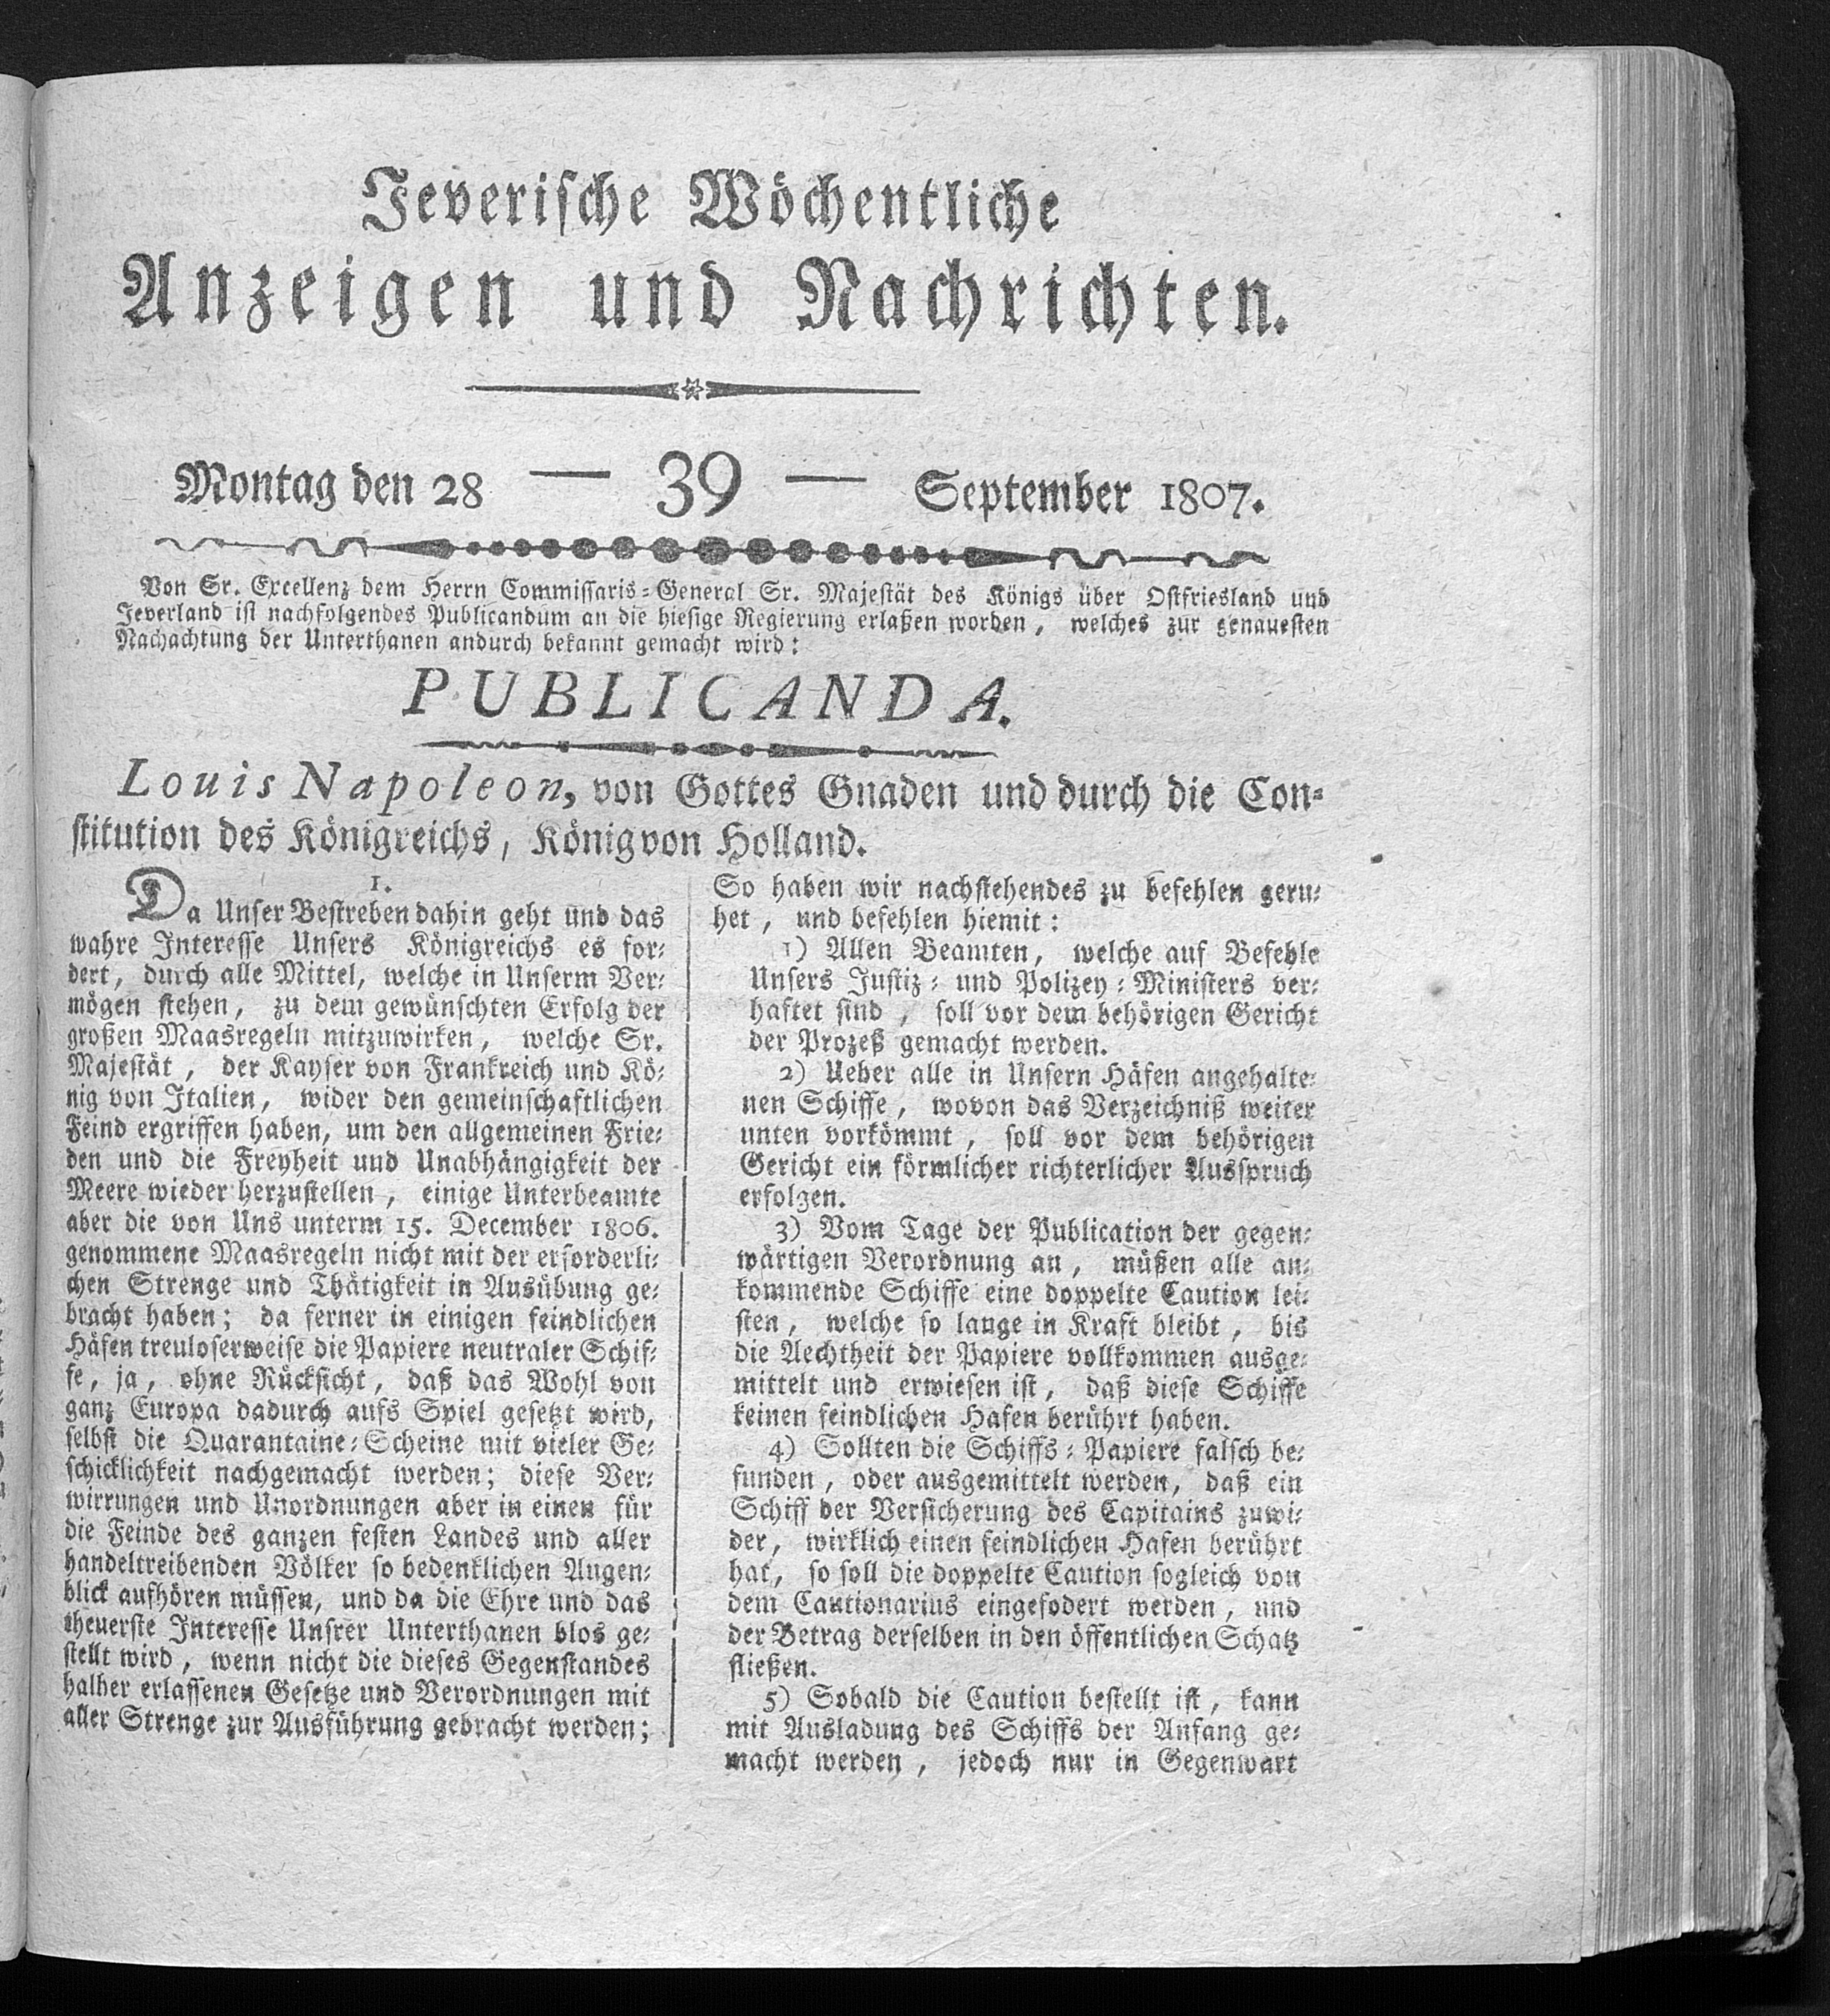 Jeverische Wöchentliche
Anzeigen und Nachrichten.
Montag den 28 — 39 — September 1807.
Von Sr. Excellenz dem Herrn Commissaris-General Sr. Majestät des Königs über Ostfriesland und
Jeverland ist nachfolgendes Publicandum an die hiesige Regierung erlaßen worden, welches zur genauesten
Nachachtung der Unterthanen andurch bekannt gemacht wird:
PUBLICANDA.
Louis Napoleon, von Gottes Gnaden und durch die Con-
stitution des Königreichs, König von Holland.
1.
Da Unser Bestreben dahin geht und das
wahre Interesse Unsers Königreichs es for-
dert, durch alle Mittel, welche in Unserm Ver-
mögen stehen, zu dem gewünschten Erfolg der
großen Maasregeln mitzuwirken, welche Sr.
Majestät, der Kayser von Frankreich und Kö-
nig von Italien, wider den gemeinschaftlichen
Feind ergriffen haben, um den allgemeinen Frie-
den und die Freyheit und Unabhängigkeit der
Meere wieder herzustellen, einige Unterbeamte
aber die von Uns unterm 15. December 1806.
genommene Maasregeln nicht mit der erforderli-
chen Strenge und Thätigkeit in Ausübung ge-
bracht haben; da ferner in einigen feindlichen
Häfen treuloserweise die Papiere neutraler Schif-
fe, ja, ohne Rücksicht, daß das Wohl von
ganz Europa dadurch aufs Spiel gesetzt wird,
selbst die Quarantaine-Scheine mit vieler Ge-
schicklichkeit nachgemacht werden; diese Ver-
wirrungen und Unordnungen aber in einen für
die Feinde des ganzen festen Landes und aller
handeltreibenden Völker so bedenklichen Augen-
blick aufhören müssen, und da die Ehre und das
theuerste Interesse Unsrer Unterthanen blos ge-
stellt wird, wenn nicht die dieses Gegenstandes
halber erlassenen Gesetze und Verordnungen mit
aller Strenge zur Ausführung gebracht werden;
So haben wir nachstehendes zu befehlen geru-
het, und befehlen hiemit:
1) Allen Beamten, welche auf Befehle
Unsers Justiz- und Polizey-Ministers ver-
haftet sind, soll vor dem behörigen Gericht
der Prozeß gemacht werden.
2) Ueber alle in Unsern Häfen angehalte-
nen Schiffe, wovon das Verzeichniß weiter
unten vorkömmt, soll vor dem behörigen
Gericht ein förmlicher richterlicher Ausspruch
erfolgen.
3) Vom Tage der Publication der gegen-
wärtigen Verordnung an, müßen alle an-
kommende Schiffe eine doppelte Caution lei-
sten, welche so lange in Kraft bleibt, bis
die Aechtheit der Papiere vollkommen ausge-
mittelt und erwiesen ist, daß diese Schiffe
keinen feindlichen Hafen berührt haben.
4) Sollten die Schiffs-Papiere falsch be-
funden, oder ausgemittelt werden, daß ein
Schiff der Versicherung des Capitains zuwi-
der, wirklich einen feindlichen Hafen berührt
hat, so soll die doppelte Caution sogleich von
dem Cautionarius eingefodert werden, und
der Betrag derselben in den öffentlichen Schatz
fließen.
5) Sobald die Caution bestellt ist, kann
mit Ausladung des Schiffs der Anfang ge-
macht werden, jedoch nur in Gegenwart